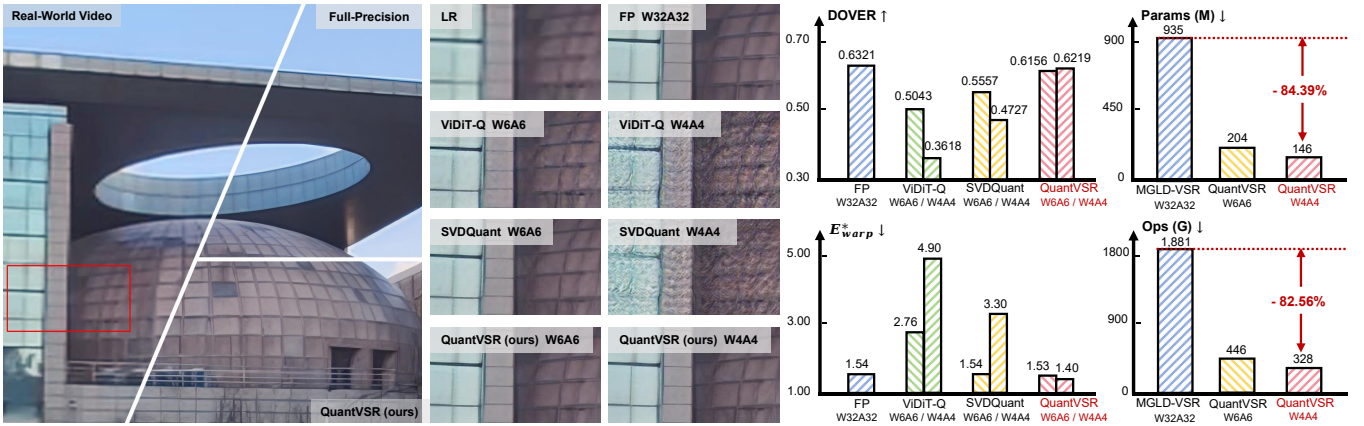 Real-World Video
Full-Precision
QuantVSR (ours)
LR
FP W32A32
ViDiT-Q W6A6
ViDiT-Q W4A4
SVDQuant W6A6
SVDQuant W4A4
QuantVSR (ours) W6A6
QuantVSR (ours) W4A4
DOVER ↑
0.70
0.50
0.30
0.6321
0.5043
0.3618
0.5557
0.4727
0.6156
0.6219
FP
ViDiT-Q
SVDQuant
QuantVSR
W32A32
W6A6 / W4A4
W6A6 / W4A4
W6A6 / W4A4
Params (M) ↓
900
450
0
935
204
146
- 84.39%
MGLD-VSR
QuantVSR
QuantVSR
W32A32
W6A6
W4A4
E*warp ↓
5.00
3.00
1.00
1.54
2.76
4.90
1.54
3.30
1.53
1.40
FP
ViDiT-Q
SVDQuant
QuantVSR
W32A32
W6A6 / W4A4
W6A6 / W4A4
W6A6 / W4A4
Ops (G) ↓
1800
900
0
1,881
446
328
- 82.56%
MGLD-VSR
QuantVSR
QuantVSR
W32A32
W6A6
W4A4